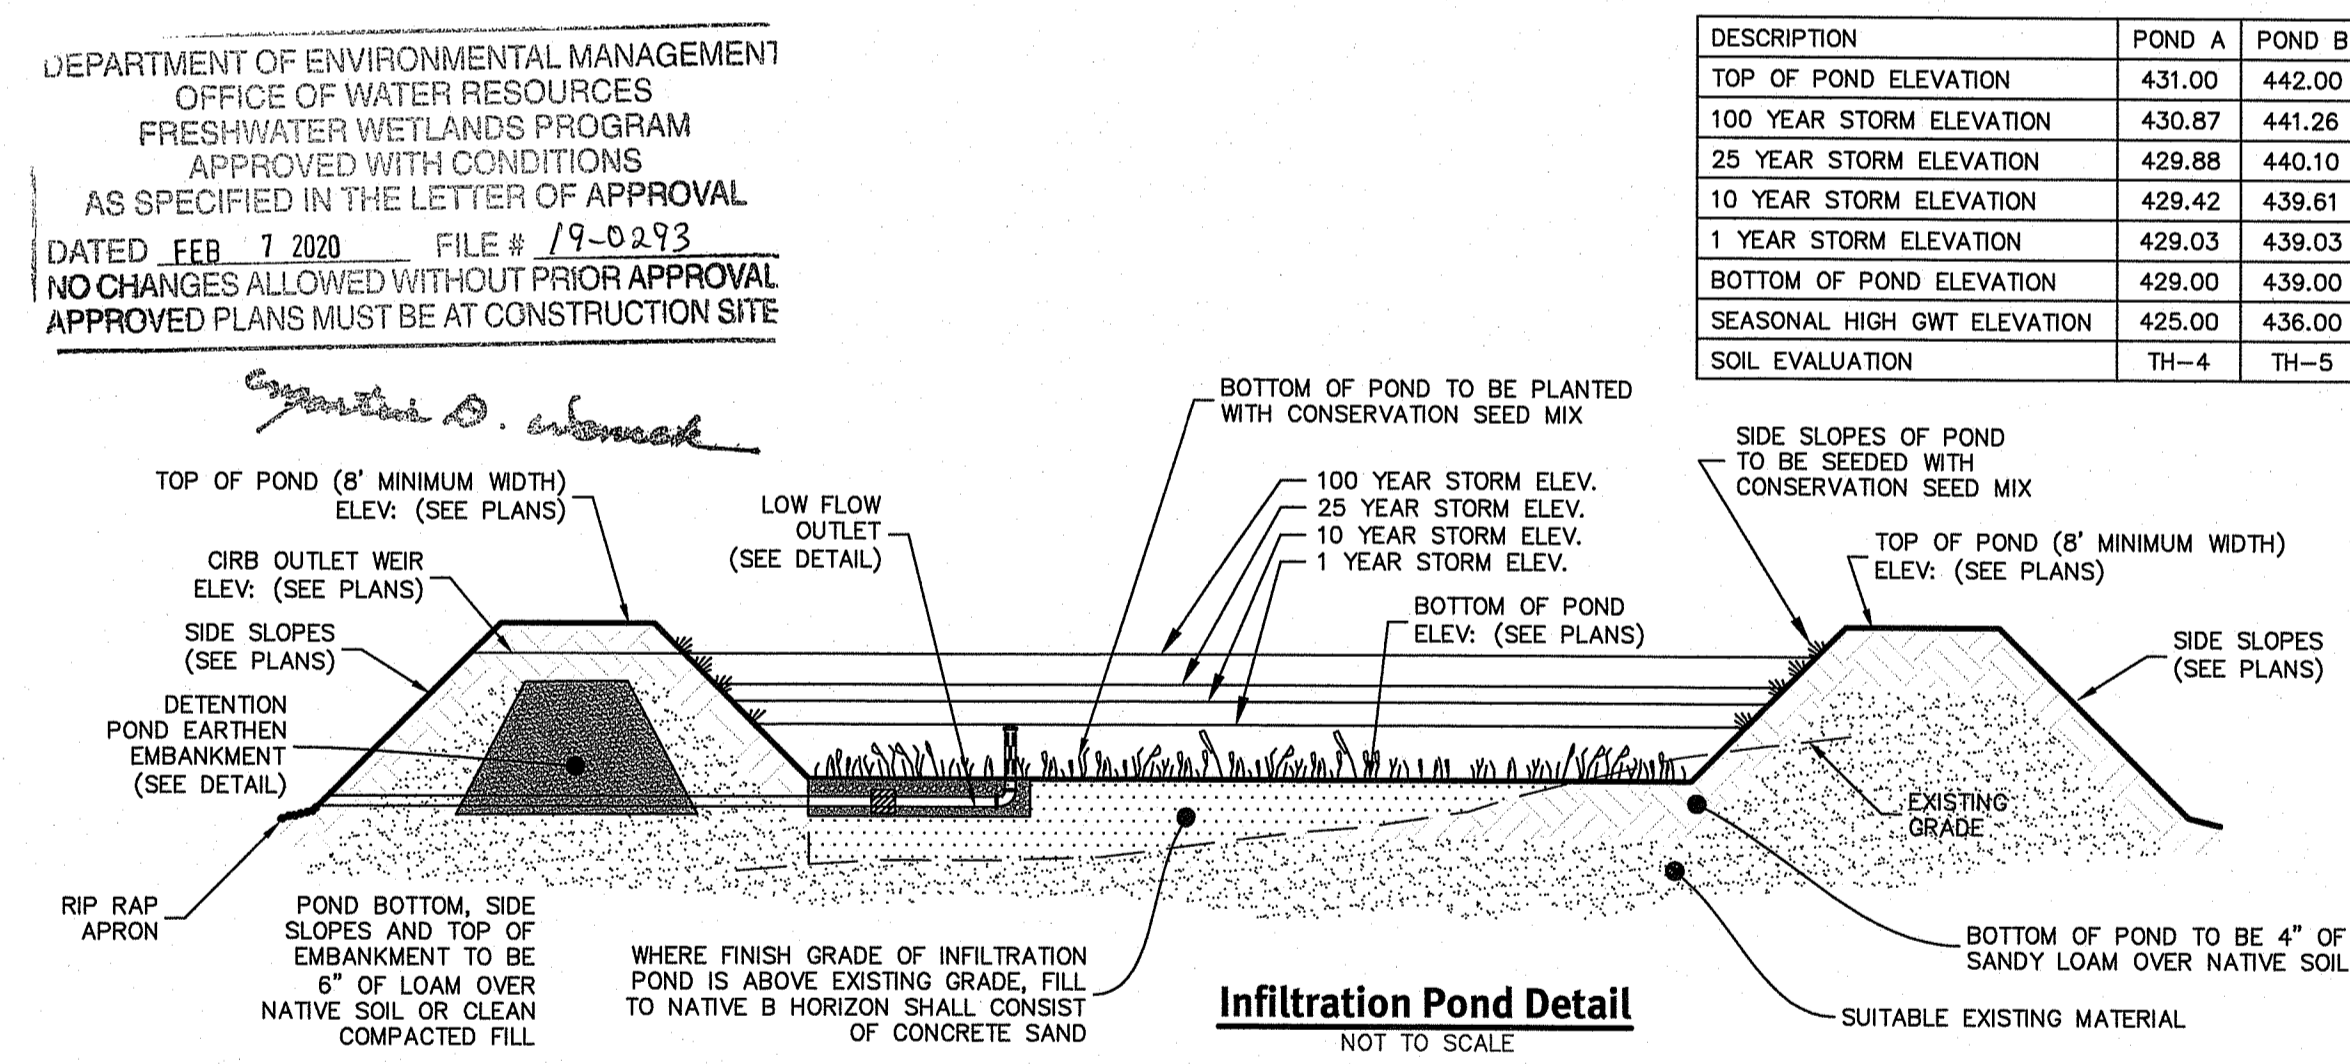 DEPARTMENT OF ENVIRONMENTAL MANAGEMENT
OFFICE OF WATER RESOURCES
FRESHWATER WETLANDS PROGRAM
APPROVED WITH CONDITIONS
AS SPECIFIED IN THE LETTER OF APPROVAL
DATED FEB 7 2020 FILE # 19-0293
NO CHANGES ALLOWED WITHOUT PRIOR APPROVAL.
APPROVED PLANS MUST BE AT CONSTRUCTION SITE
DESCRIPTION POND A POND B
TOP OF POND ELEVATION 431.00 442.00
100 YEAR STORM ELEVATION 430.87 441.26
25 YEAR STORM ELEVATION 429.88 440.10
10 YEAR STORM ELEVATION 429.42 439.61
1 YEAR STORM ELEVATION 429.03 439.03
BOTTOM OF POND ELEVATION 429.00 439.00
SEASONAL HIGH GWT ELEVATION 425.00 436.00
SOIL EVALUATION TH-4 TH-5
TOP OF POND (8' MINIMUM WIDTH)
ELEV: (SEE PLANS)
CIRB OUTLET WEIR
ELEV: (SEE PLANS)
SIDE SLOPES
(SEE PLANS)
DETENTION
POND EARTHEN
EMBANKMENT
(SEE DETAIL)
RIP RAP
APRON
POND BOTTOM, SIDE
SLOPES AND TOP OF
EMBANKMENT TO BE
6" OF LOAM OVER
NATIVE SOIL OR CLEAN
COMPACTED FILL
LOW FLOW
OUTLET
(SEE DETAIL)
BOTTOM OF POND TO BE PLANTED
WITH CONSERVATION SEED MIX
100 YEAR STORM ELEV.
25 YEAR STORM ELEV.
10 YEAR STORM ELEV.
1 YEAR STORM ELEV.
BOTTOM OF POND
ELEV: (SEE PLANS)
SIDE SLOPES OF POND
TO BE SEEDED WITH
CONSERVATION SEED MIX
TOP OF POND (8' MINIMUM WIDTH)
ELEV: (SEE PLANS)
SIDE SLOPES
(SEE PLANS)
EXISTING
GRADE
WHERE FINISH GRADE OF INFILTRATION
POND IS ABOVE EXISTING GRADE, FILL
TO NATIVE B HORIZON SHALL CONSIST
OF CONCRETE SAND
BOTTOM OF POND TO BE 4" OF
SANDY LOAM OVER NATIVE SOIL
SUITABLE EXISTING MATERIAL
Infiltration Pond Detail
NOT TO SCALE